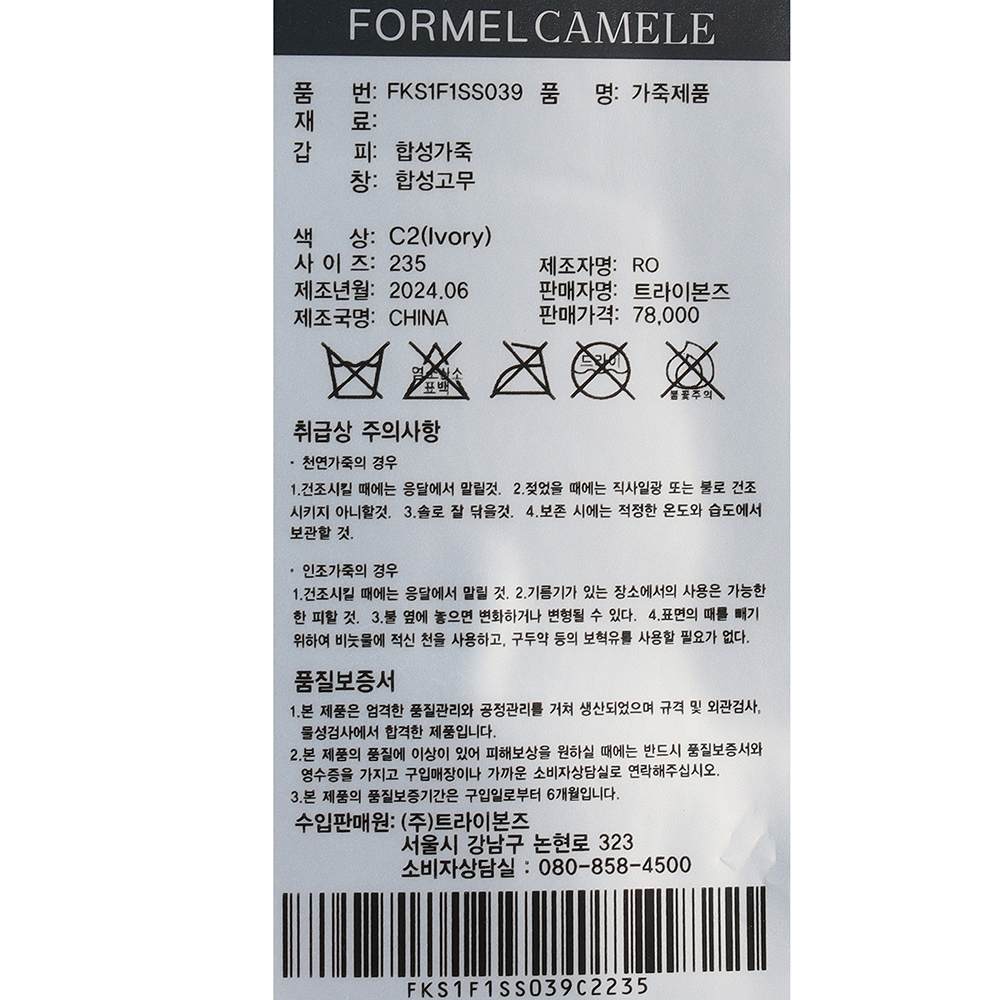 FORMEL CAMELE
품 번: FKS1F1SS039 품 명: 가죽제품
재 료:
갑 피: 합성가죽
창: 합성고무
색 상: C2(Ivory)
사 이 즈: 235 제조자명: RO
제조년월: 2024.06 판매자명: 트라이본즈
제조국명: CHINA 판매가격: 78,000
염소산소 드라이
표백 불꽃주의
취급상 주의사항
· 천연가죽의 경우
1.건조시킬 때에는 응달에서 말릴것. 2.젖었을 때에는 직사일광 또는 불로 건조
시키지 아니할것. 3.솔로 잘 닦을것. 4.보존 시에는 적정한 온도와 습도에서
보관할 것.
· 인조가죽의 경우
1.건조시킬 때에는 응달에서 말릴 것. 2.기름기가 있는 장소에서의 사용은 가능한
한 피할 것. 3.불 옆에 놓으면 변화하거나 변형될 수 있다. 4.표면의 때를 빼기
위하여 비눗물에 적신 천을 사용하고, 구두약 등의 보혁유를 사용할 필요가 없다.
품질보증서
1.본 제품은 엄격한 품질관리와 공정관리를 거쳐 생산되었으며 규격 및 외관검사,
물성검사에서 합격한 제품입니다.
2.본 제품의 품질에 이상이 있어 피해보상을 원하실 때에는 반드시 품질보증서와
영수증을 가지고 구입매장이나 가까운 소비자상담실로 연락해주십시오.
3.본 제품의 품질보증기간은 구입일로부터 6개월입니다.
수입판매원: (주)트라이본즈
서울시 강남구 논현로 323
소비자상담실 : 080-858-4500
FKS1F1SS039C2235